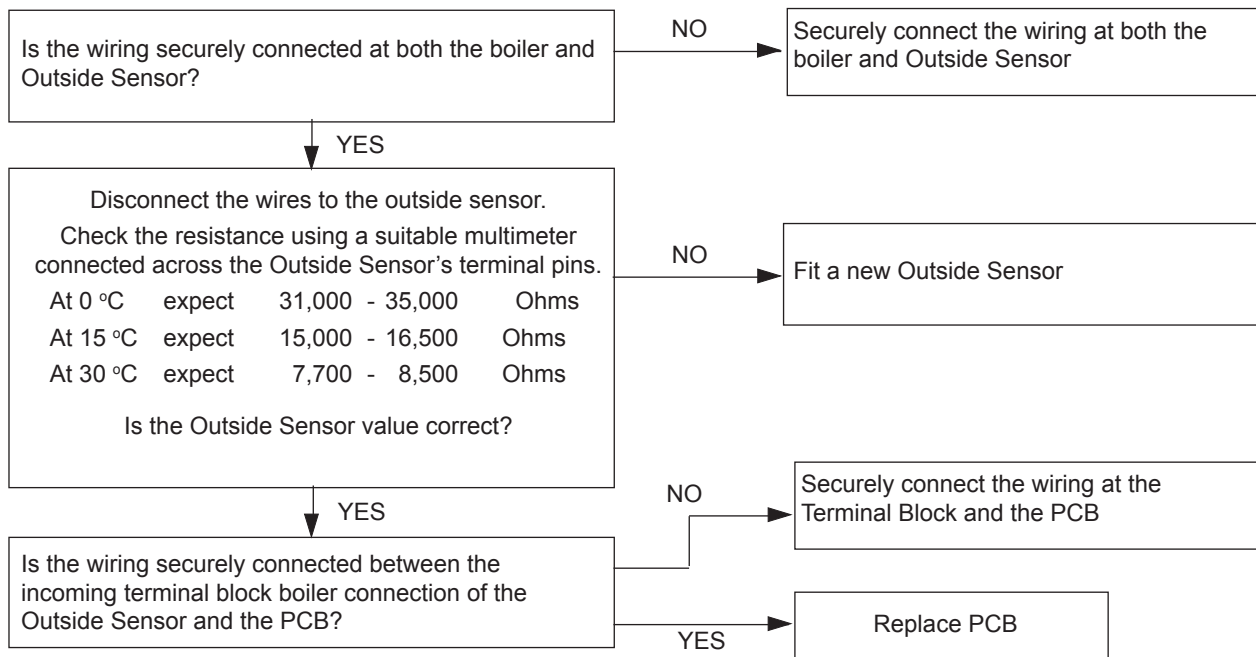 Is the wiring securely connected at both the boiler and
Outside Sensor?
NO
Securely connect the wiring at both the
boiler and Outside Sensor
YES
Disconnect the wires to the outside sensor.
Check the resistance using a suitable multimeter
connected across the Outside Sensor’s terminal pins.
At 0 °C expect 31,000 - 35,000 Ohms
At 15 °C expect 15,000 - 16,500 Ohms
At 30 °C expect 7,700 - 8,500 Ohms
Is the Outside Sensor value correct?
NO
Fit a new Outside Sensor
YES
Is the wiring securely connected between the
incoming terminal block boiler connection of the
Outside Sensor and the PCB?
NO
Securely connect the wiring at the
Terminal Block and the PCB
YES
Replace PCB